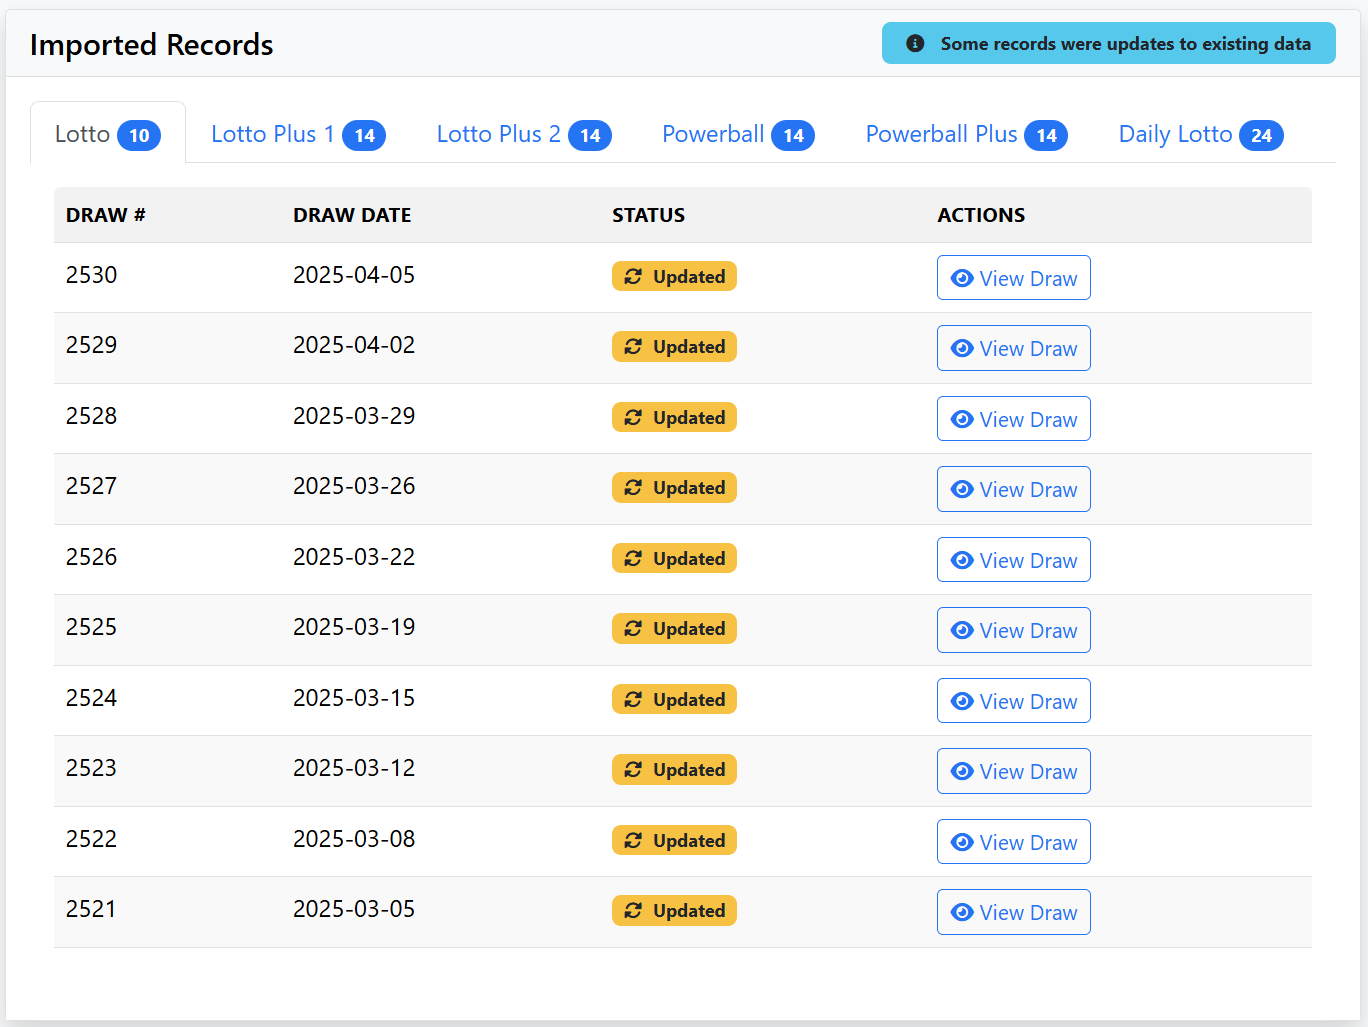 Imported Records
Some records were updates to existing data
Lotto 10 Lotto Plus 1 14 Lotto Plus 2 14 Powerball 14 Powerball Plus 14 Daily Lotto 24
DRAW # DRAW DATE STATUS ACTIONS
2530 2025-04-05 Updated View Draw
2529 2025-04-02 Updated View Draw
2528 2025-03-29 Updated View Draw
2527 2025-03-26 Updated View Draw
2526 2025-03-22 Updated View Draw
2525 2025-03-19 Updated View Draw
2524 2025-03-15 Updated View Draw
2523 2025-03-12 Updated View Draw
2522 2025-03-08 Updated View Draw
2521 2025-03-05 Updated View Draw